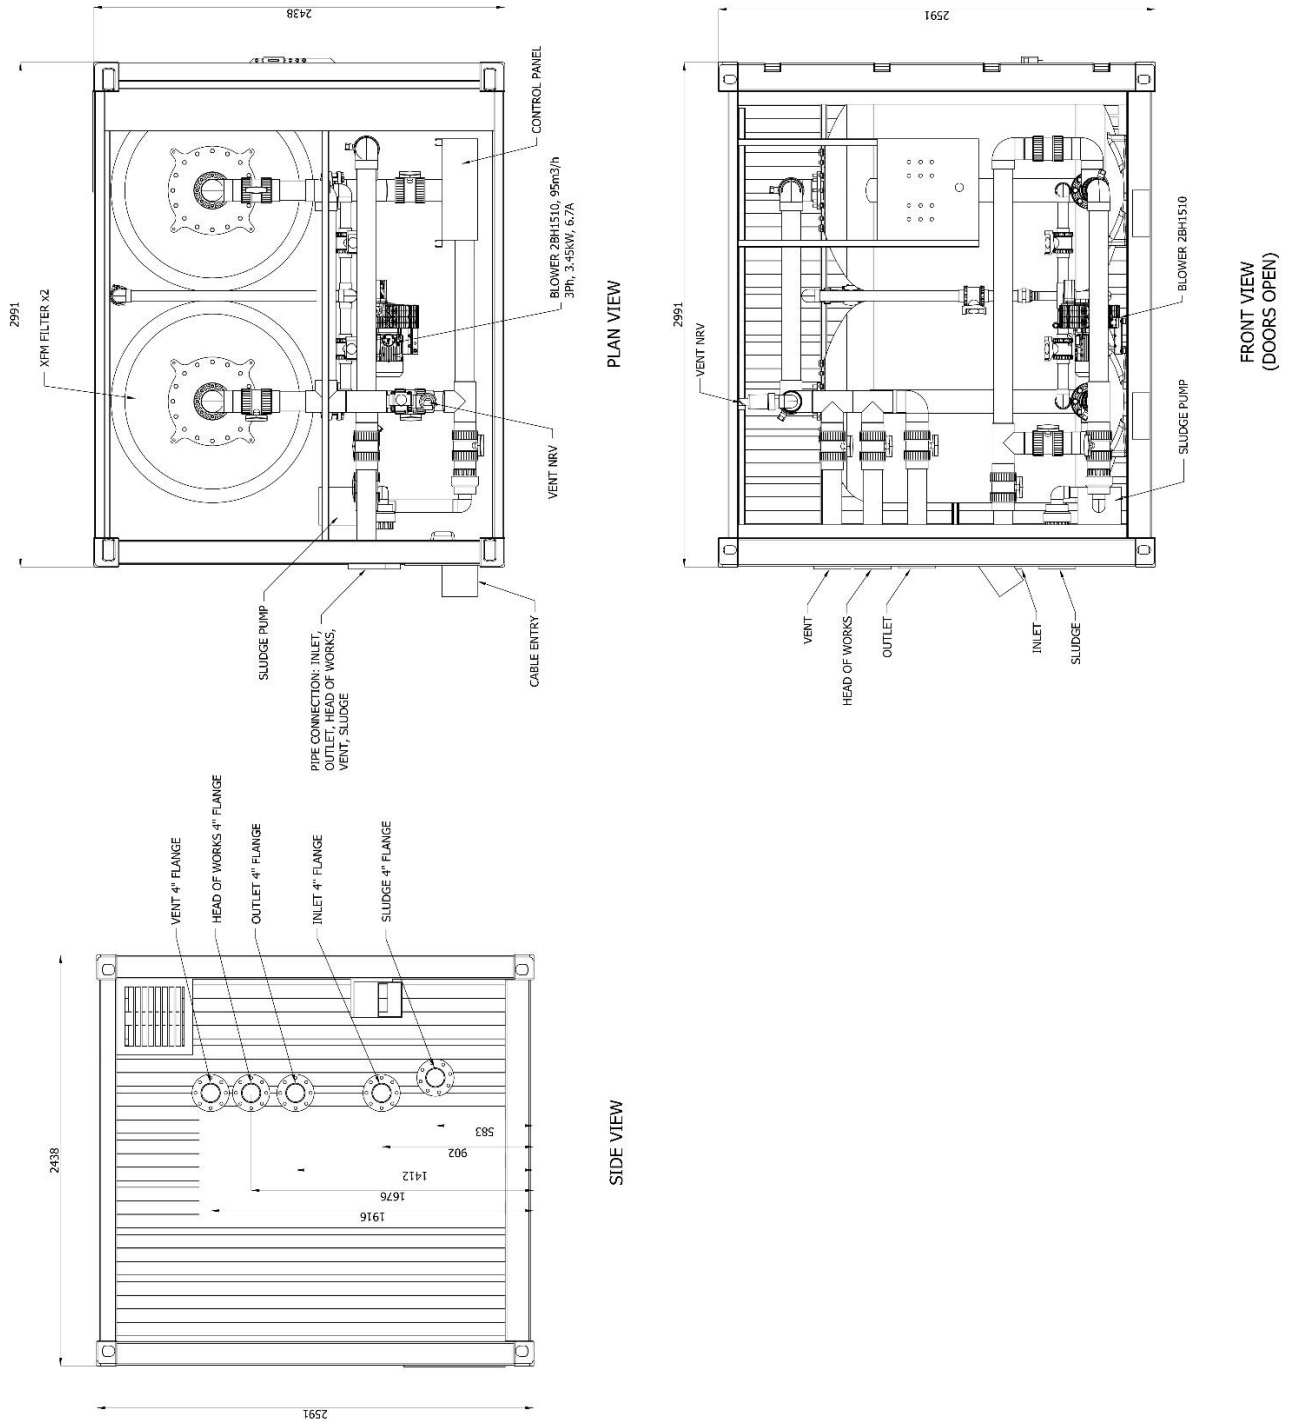 2438
2991
XFM FILTER x2
CONTROL PANEL
BLOWER 2BH1510, 95m3/h
3Ph, 3.45kW, 6.7A
VENT NRV
SLUDGE PUMP
PIPE CONNECTION: INLET,
OUTLET, HEAD OF WORKS,
VENT, SLUDGE
CABLE ENTRY
PLAN VIEW
2591
2991
VENT NRV
BLOWER 2BH1510
SLUDGE PUMP
VENT
HEAD OF WORKS
OUTLET
INLET
SLUDGE
FRONT VIEW
(DOORS OPEN)
VENT 4" FLANGE
HEAD OF WORKS 4" FLANGE
OUTLET 4" FLANGE
INLET 4" FLANGE
SLUDGE 4" FLANGE
2438
583
902
1412
1676
1916
2591
SIDE VIEW